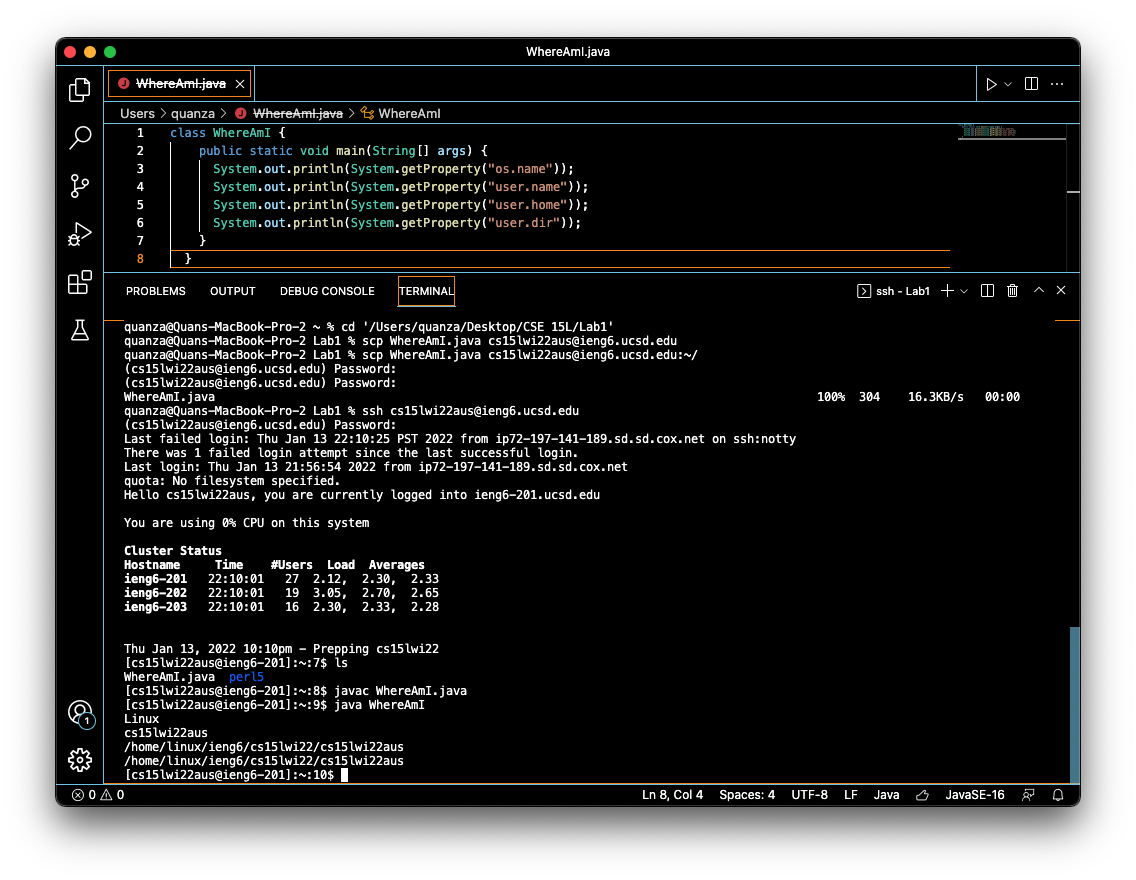 WhereAmI.java
WhereAmI.java
Users > quanza > WhereAmI.java > WhereAmI
1 class WhereAmI {
2 public static void main(String[] args) {
3 System.out.println(System.getProperty("os.name"));
4 System.out.println(System.getProperty("user.name"));
5 System.out.println(System.getProperty("user.home"));
6 System.out.println(System.getProperty("user.dir"));
7 }
8 }
PROBLEMS OUTPUT DEBUG CONSOLE TERMINAL ssh - Lab1
quanza@Quans-MacBook-Pro-2 ~ % cd '/Users/quanza/Desktop/CSE 15L/Lab1'
quanza@Quans-MacBook-Pro-2 Lab1 % scp WhereAmI.java cs15lwi22aus@ieng6.ucsd.edu
quanza@Quans-MacBook-Pro-2 Lab1 % scp WhereAmI.java cs15lwi22aus@ieng6.ucsd.edu:~/
(cs15lwi22aus@ieng6.ucsd.edu) Password:
(cs15lwi22aus@ieng6.ucsd.edu) Password:
WhereAmI.java 100% 304 16.3KB/s 00:00
quanza@Quans-MacBook-Pro-2 Lab1 % ssh cs15lwi22aus@ieng6.ucsd.edu
(cs15lwi22aus@ieng6.ucsd.edu) Password:
Last failed login: Thu Jan 13 22:10:25 PST 2022 from ip72-197-141-189.sd.sd.cox.net on ssh:notty
There was 1 failed login attempt since the last successful login.
Last login: Thu Jan 13 21:56:54 2022 from ip72-197-141-189.sd.sd.cox.net
quota: No filesystem specified.
Hello cs15lwi22aus, you are currently logged into ieng6-201.ucsd.edu
You are using 0% CPU on this system
Cluster Status
Hostname Time #Users Load Averages
ieng6-201 22:10:01 27 2.12, 2.30, 2.33
ieng6-202 22:10:01 19 3.05, 2.70, 2.65
ieng6-203 22:10:01 16 2.30, 2.33, 2.28
Thu Jan 13, 2022 10:10pm - Prepping cs15lwi22
[cs15lwi22aus@ieng6-201]:~:7$ ls
WhereAmI.java perl5
[cs15lwi22aus@ieng6-201]:~:8$ javac WhereAmI.java
[cs15lwi22aus@ieng6-201]:~:9$ java WhereAmI
Linux
cs15lwi22aus
/home/linux/ieng6/cs15lwi22/cs15lwi22aus
/home/linux/ieng6/cs15lwi22/cs15lwi22aus
[cs15lwi22aus@ieng6-201]:~:10$
1
0 0 Ln 8, Col 4 Spaces: 4 UTF-8 LF Java JavaSE-16